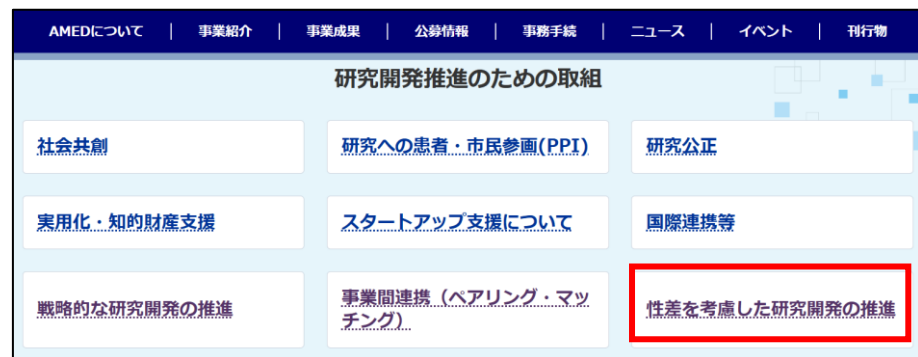 AMEDについて | 事業紹介 | 事業成果 | 公募情報 | 事務手続 | ニュース | イベント | 刊行物
研究開発推進のための取組
社会共創
研究への患者・市民参画(PPI)
研究公正
実用化・知的財産支援
スタートアップ支援について
国際連携等
戦略的な研究開発の推進
事業間連携（ペアリング・マッ
チング）
性差を考慮した研究開発の推進